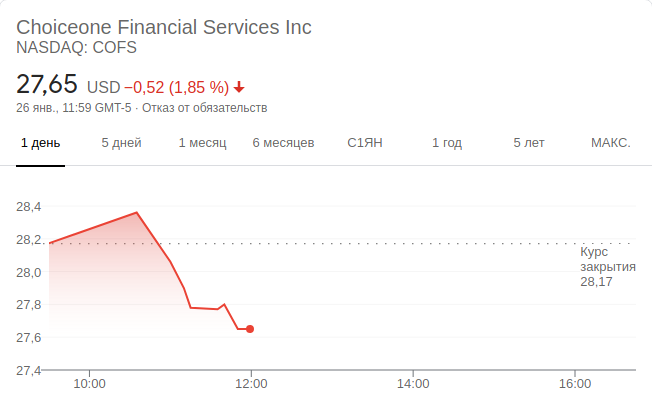 Choiceone Financial Services Inc
NASDAQ: COFS
27,65 USD −0,52 (1,85 %)
26 янв., 11:59 GMT-5 · Отказ от обязательств
1 день 5 дней 1 месяц 6 месяцев С1ЯН 1 год 5 лет МАКС.
28,4
28,2
Курс
закрытия
28,17
28,0
27,8
27,6
27,4
10:00 12:00 14:00 16:00